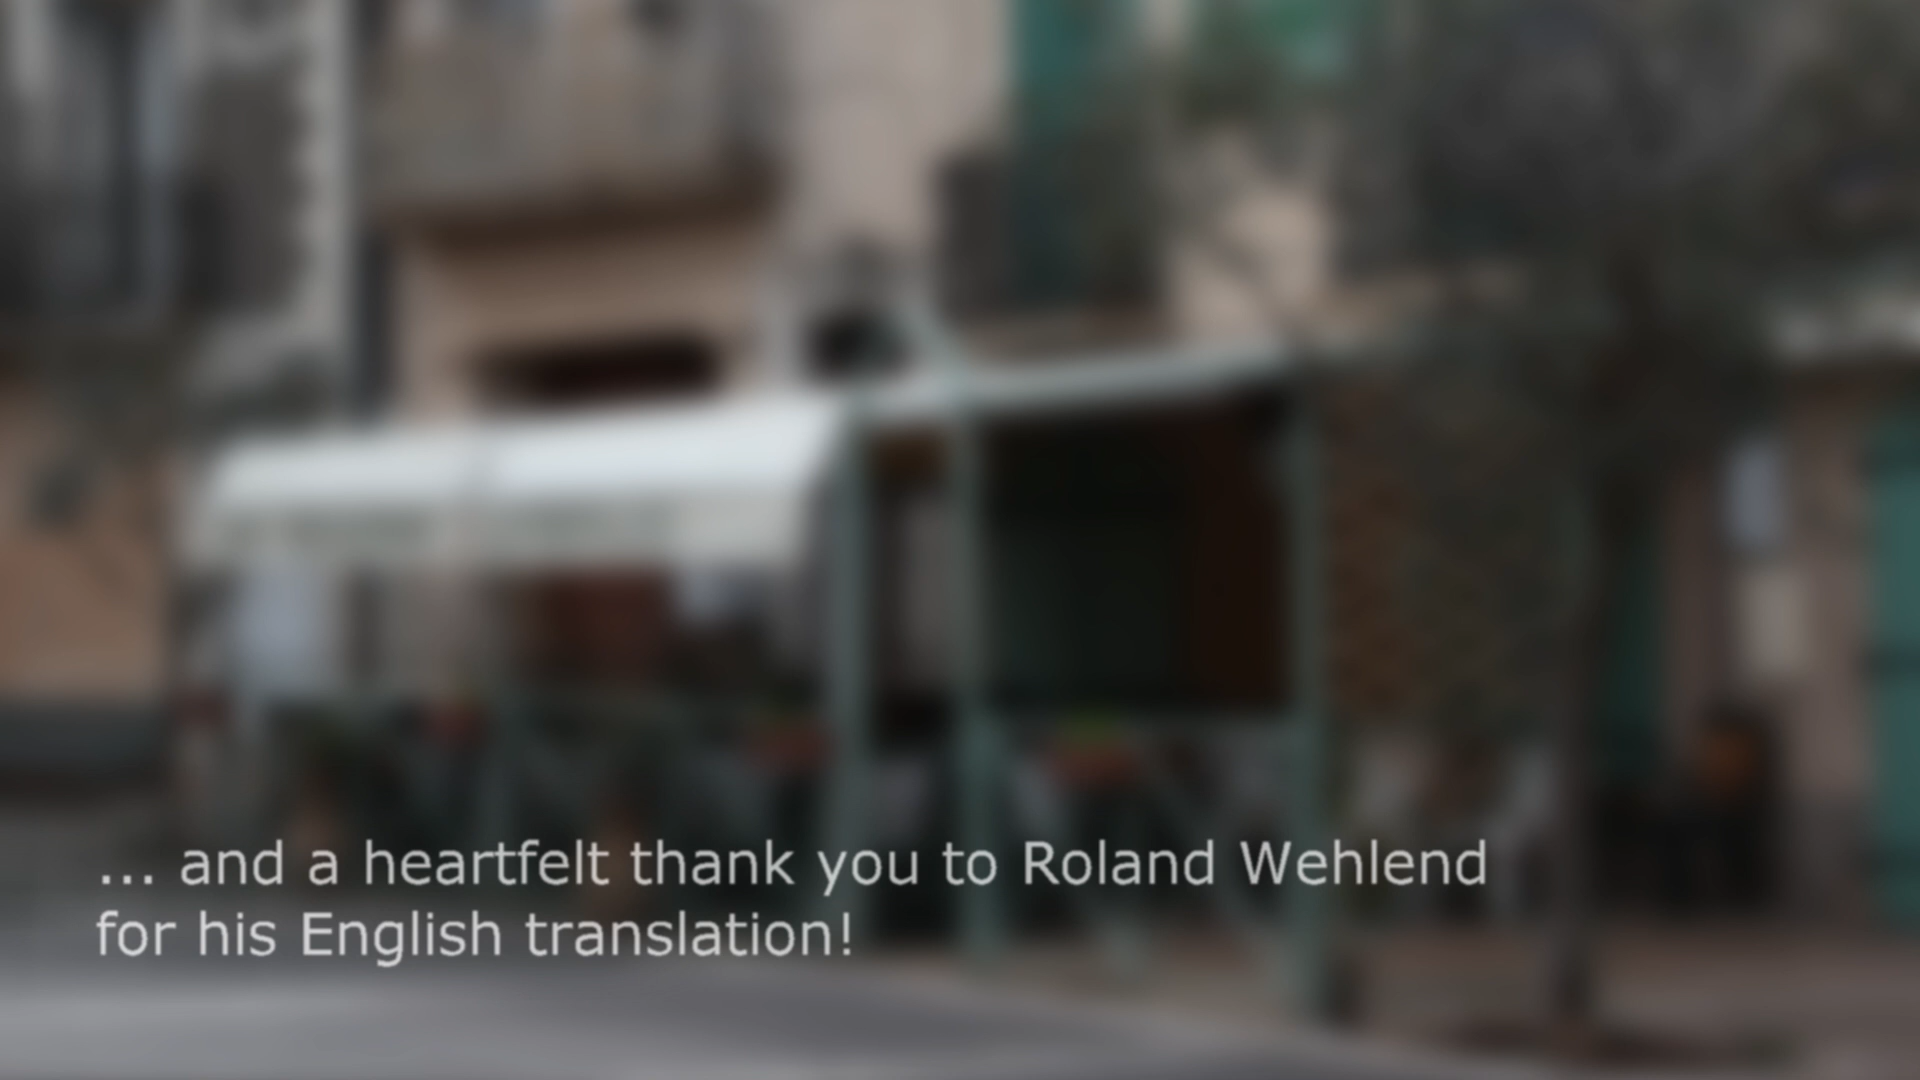 ... and a heartfelt thank you to Roland Wehlend
for his English translation!